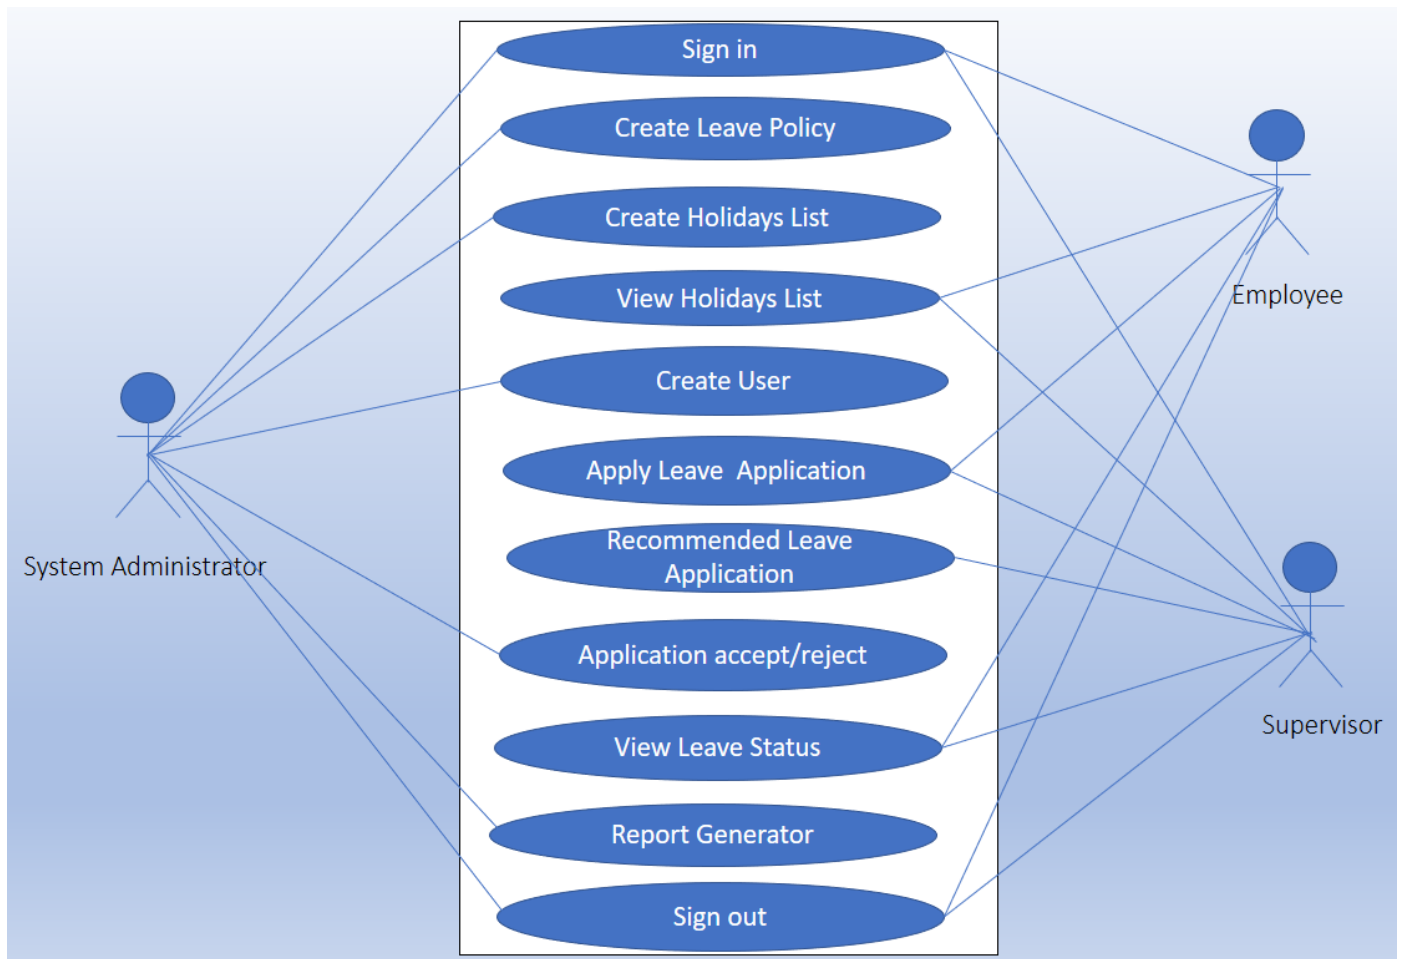 Sign in
Create Leave Policy
Create Holidays List
View Holidays List
Create User
Apply Leave  Application
Recommended Leave
Application
Application accept/reject
View Leave Status
Report Generator
Sign out
System Administrator
Employee
Supervisor